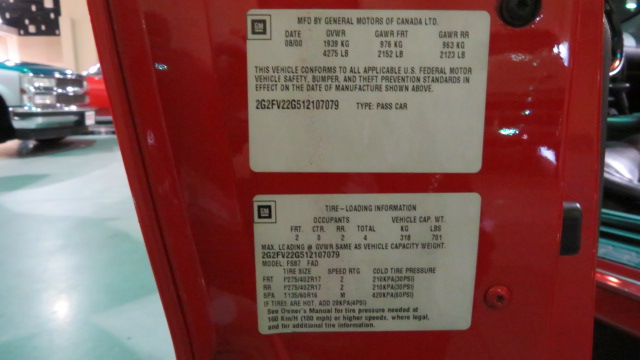 GM
MFD BY GENERAL MOTORS OF CANADA LTD.
DATE GVWR GAWR FRT GAWR RR
08/00 1939 KG 976 KG 963 KG
4275 LB 2152 LB 2123 LB
THIS VEHICLE CONFORMS TO ALL APPLICABLE U.S. FEDERAL MOTOR
VEHICLE SAFETY, BUMPER, AND THEFT PREVENTION STANDARDS IN
EFFECT ON THE DATE OF MANUFACTURE SHOWN ABOVE.
2G2FV22G512107079 TYPE: PASS CAR
GM
TIRE-LOADING INFORMATION
OCCUPANTS VEHICLE CAP. WT.
FRT. CTR. RR. TOTAL KG LBS
2 0 2 4 318 701
MAX. LOADING @ GVWR SAME AS VEHICLE CAPACITY WEIGHT.
2G2FV22G512107079
MODEL: FS87 FAD
TIRE SIZE SPEED RTG COLD TIRE PRESSURE
FRT P275/40ZR17 Z 210KPA(30PSI)
RR P275/40ZR17 Z 210KPA(30PSI)
SPA T135/60R16 M 420KPA(60PSI)
IF TIRES ARE HOT, ADD 28KPA(4PSI)
See Owner's Manual for tire pressure needed at
160 Km/H (100 mph) or higher speeds, where legal,
and for additional tire information.